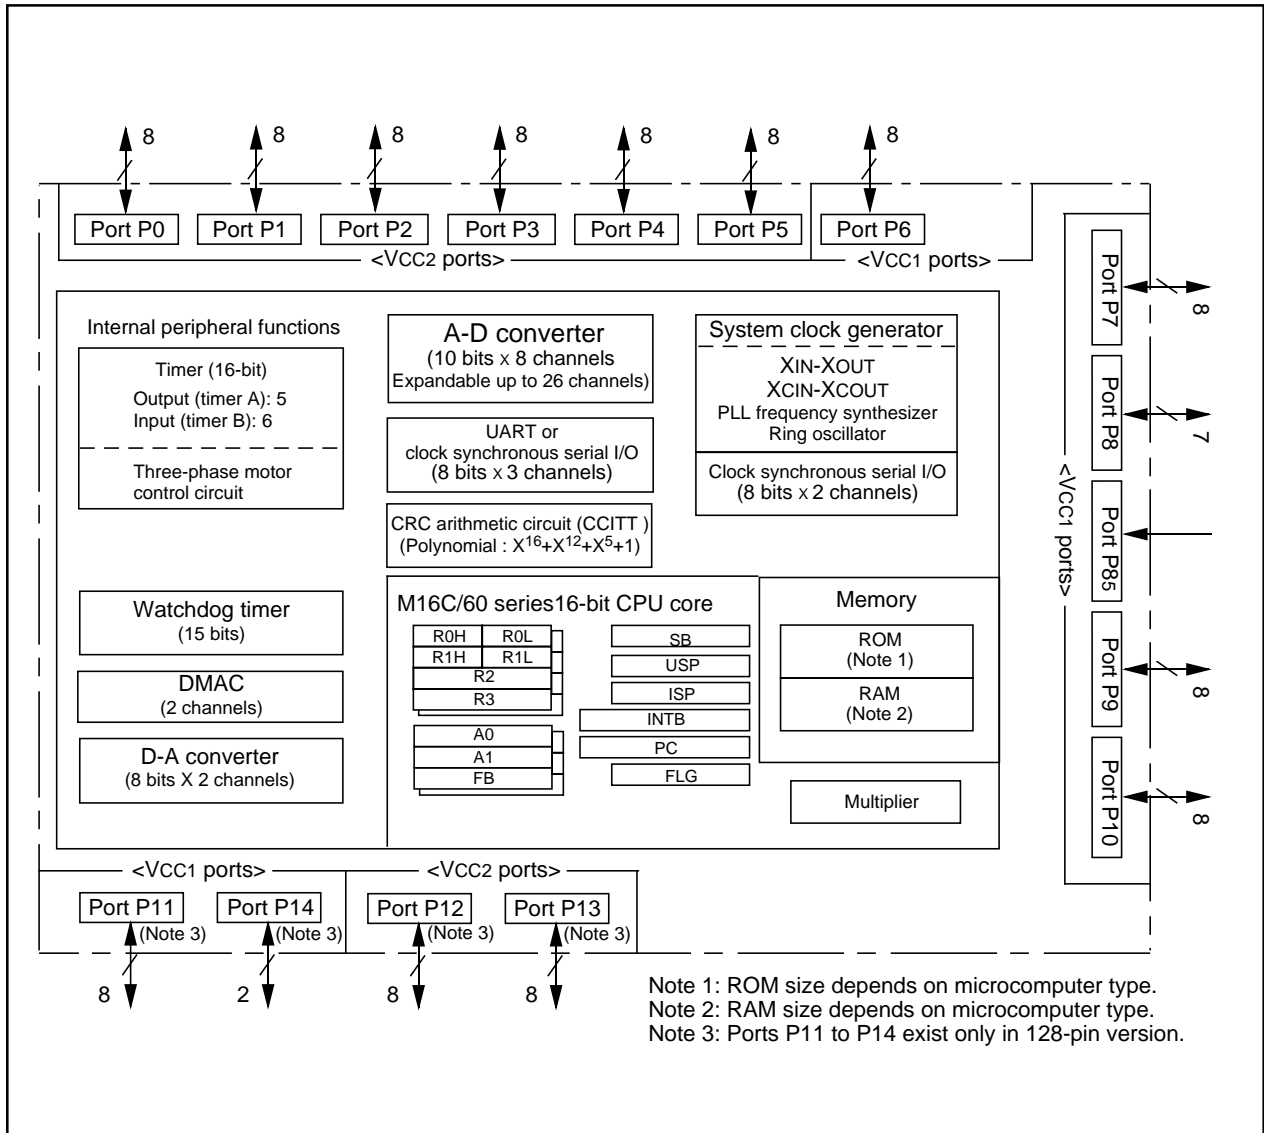 8 8 8 8 8 8 8
Port P0 Port P1 Port P2 Port P3 Port P4 Port P5 Port P6
<VCC2 ports> <VCC1 ports>
Internal peripheral functions
Timer (16-bit)
Output (timer A): 5
Input (timer B): 6
Three-phase motor
control circuit
Watchdog timer
(15 bits)
DMAC
(2 channels)
D-A converter
(8 bits X 2 channels)
A-D converter
(10 bits x 8 channels
Expandable up to 26 channels)
UART or
clock synchronous serial I/O
(8 bits x 3 channels)
CRC arithmetic circuit (CCITT )
(Polynomial : X16+X12+X5+1)
System clock generator
XIN-XOUT
XCIN-XCOUT
PLL frequency synthesizer
Ring oscillator
Clock synchronous serial I/O
(8 bits x 2 channels)
M16C/60 series16-bit CPU core
R0H R0L
R1H R1L
R2
R3
A0
A1
FB
SB
USP
ISP
INTB
PC
FLG
Memory
ROM
(Note 1)
RAM
(Note 2)
Multiplier
<VCC1 ports>
Port P7 8
Port P8 7
Port P85
Port P9 8
Port P10 8
<VCC1 ports> <VCC2 ports>
Port P11 Port P14 Port P12 Port P13
(Note 3) (Note 3) (Note 3) (Note 3)
8 2 8 8
Note 1: ROM size depends on microcomputer type.
Note 2: RAM size depends on microcomputer type.
Note 3: Ports P11 to P14 exist only in 128-pin version.